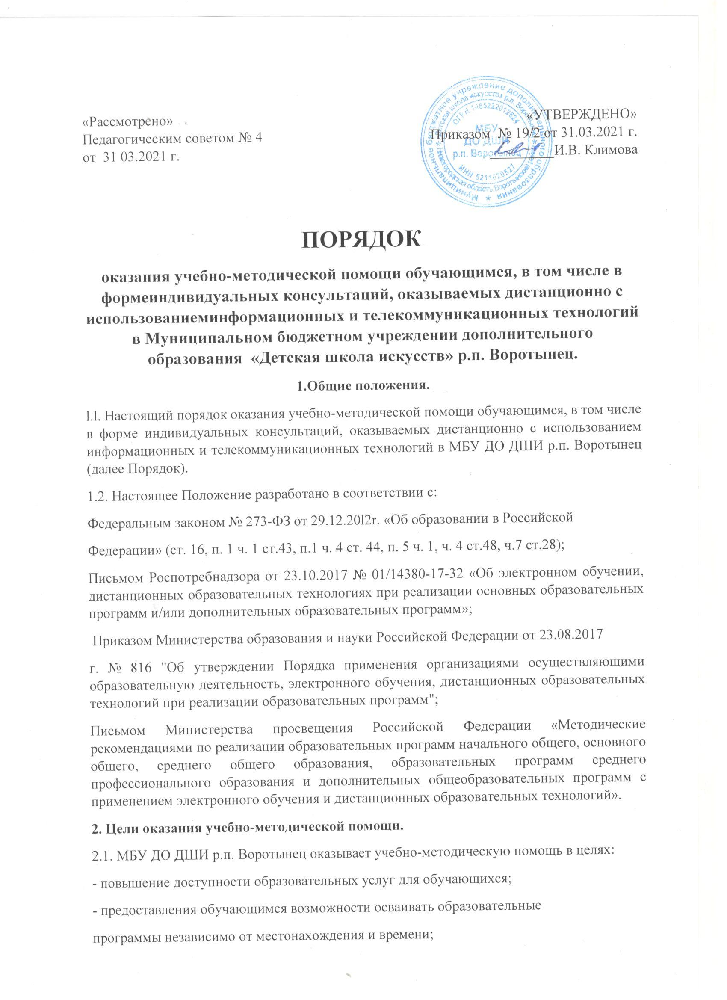 «Рассмотрено»
Педагогическим советом № 4
от 31 03.2021 г.
«УТВЕРЖДЕНО»
Приказом № 19/2 от 31.03.2021 г.
И.В. Климова
Муниципальное бюджетное учреждение дополнительного образования
«Детская школа искусств» р.п. Воротынец
Нижегородская область Воротынский
ОГРН 1065222012624
МБУ
ДО ДШИ
р.п. Воротынец
ИНН 5211020527
ПОРЯДОК
оказания учебно-методической помощи обучающимся, в том числе в
формеиндивидуальных консультаций, оказываемых дистанционно с
использованиеминформационных и телекоммуникационных технологий
в Муниципальном бюджетном учреждении дополнительного
образования «Детская школа искусств» р.п. Воротынец.
1.Общие положения.
l.l. Настоящий порядок оказания учебно-методической помощи обучающимся, в том числе
в форме индивидуальных консультаций, оказываемых дистанционно с использованием
информационных и телекоммуникационных технологий в МБУ ДО ДШИ р.п. Воротынец
(далее Порядок).
1.2. Настоящее Положение разработано в соответствии с:
Федеральным законом № 273-ФЗ от 29.12.20l2r. «Об образовании в Российской
Федерации» (ст. 16, п. 1 ч. 1 ст.43, п.1 ч. 4 ст. 44, п. 5 ч. 1, ч. 4 ст.48, ч.7 ст.28);
Письмом Роспотребнадзора от 23.10.2017 № 01/14380-17-32 «Об электронном обучении,
дистанционных образовательных технологиях при реализации основных образовательных
программ и/или дополнительных образовательных программ»;
Приказом Министерства образования и науки Российской Федерации от 23.08.2017
г. № 816 "Об утверждении Порядка применения организациями осуществляющими
образовательную деятельность, электронного обучения, дистанционных образовательных
технологий при реализации образовательных программ";
Письмом Министерства просвещения Российской Федерации «Методические
рекомендациями по реализации образовательных программ начального общего, основного
общего, среднего общего образования, образовательных программ среднего
профессионального образования и дополнительных общеобразовательных программ с
применением электронного обучения и дистанционных образовательных технологий».
2. Цели оказания учебно-методической помощи.
2.1. МБУ ДО ДШИ р.п. Воротынец оказывает учебно-методическую помощь в целях:
- повышение доступности образовательных услуг для обучающихся;
- предоставления обучающимся возможности осваивать образовательные
программы независимо от местонахождения и времени;